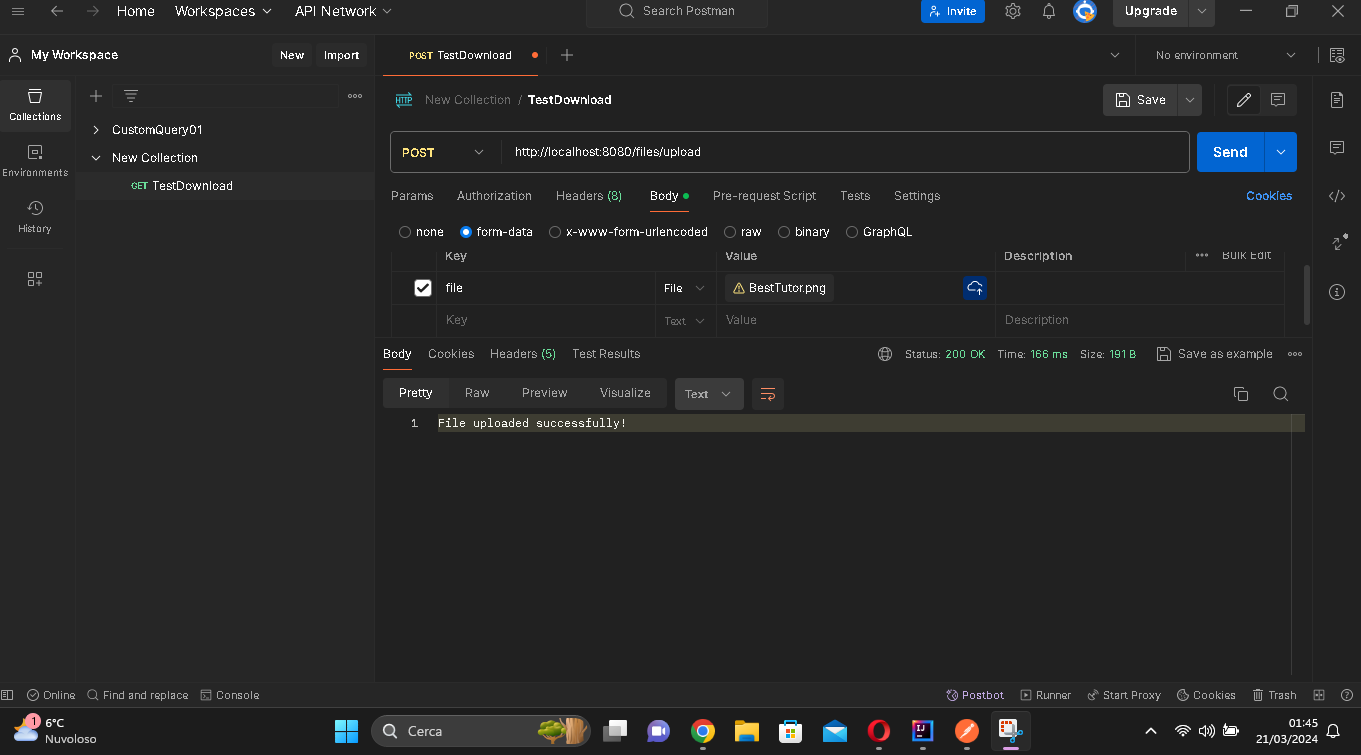 Home Workspaces API Network Search Postman Invite Upgrade
My Workspace New Import
POST TestDownload No environment
Collections
Environments
History
CustomQuery01
New Collection
GET TestDownload
HTTP New Collection / TestDownload Save
POST http://localhost:8080/files/upload Send
Params Authorization Headers (8) Body Pre-request Script Tests Settings Cookies
none form-data x-www-form-urlencoded raw binary GraphQL
Key Value Description Bulk Edit
file File BestTutor.png
Key Text Value Description
Body Cookies Headers (5) Test Results Status: 200 OK Time: 166 ms Size: 191 B Save as example
Pretty Raw Preview Visualize Text
1 File uploaded successfully!
Online Find and replace Console Postbot Runner Start Proxy Cookies Trash
1 6°C
Nuvoloso
Cerca
01:45
21/03/2024